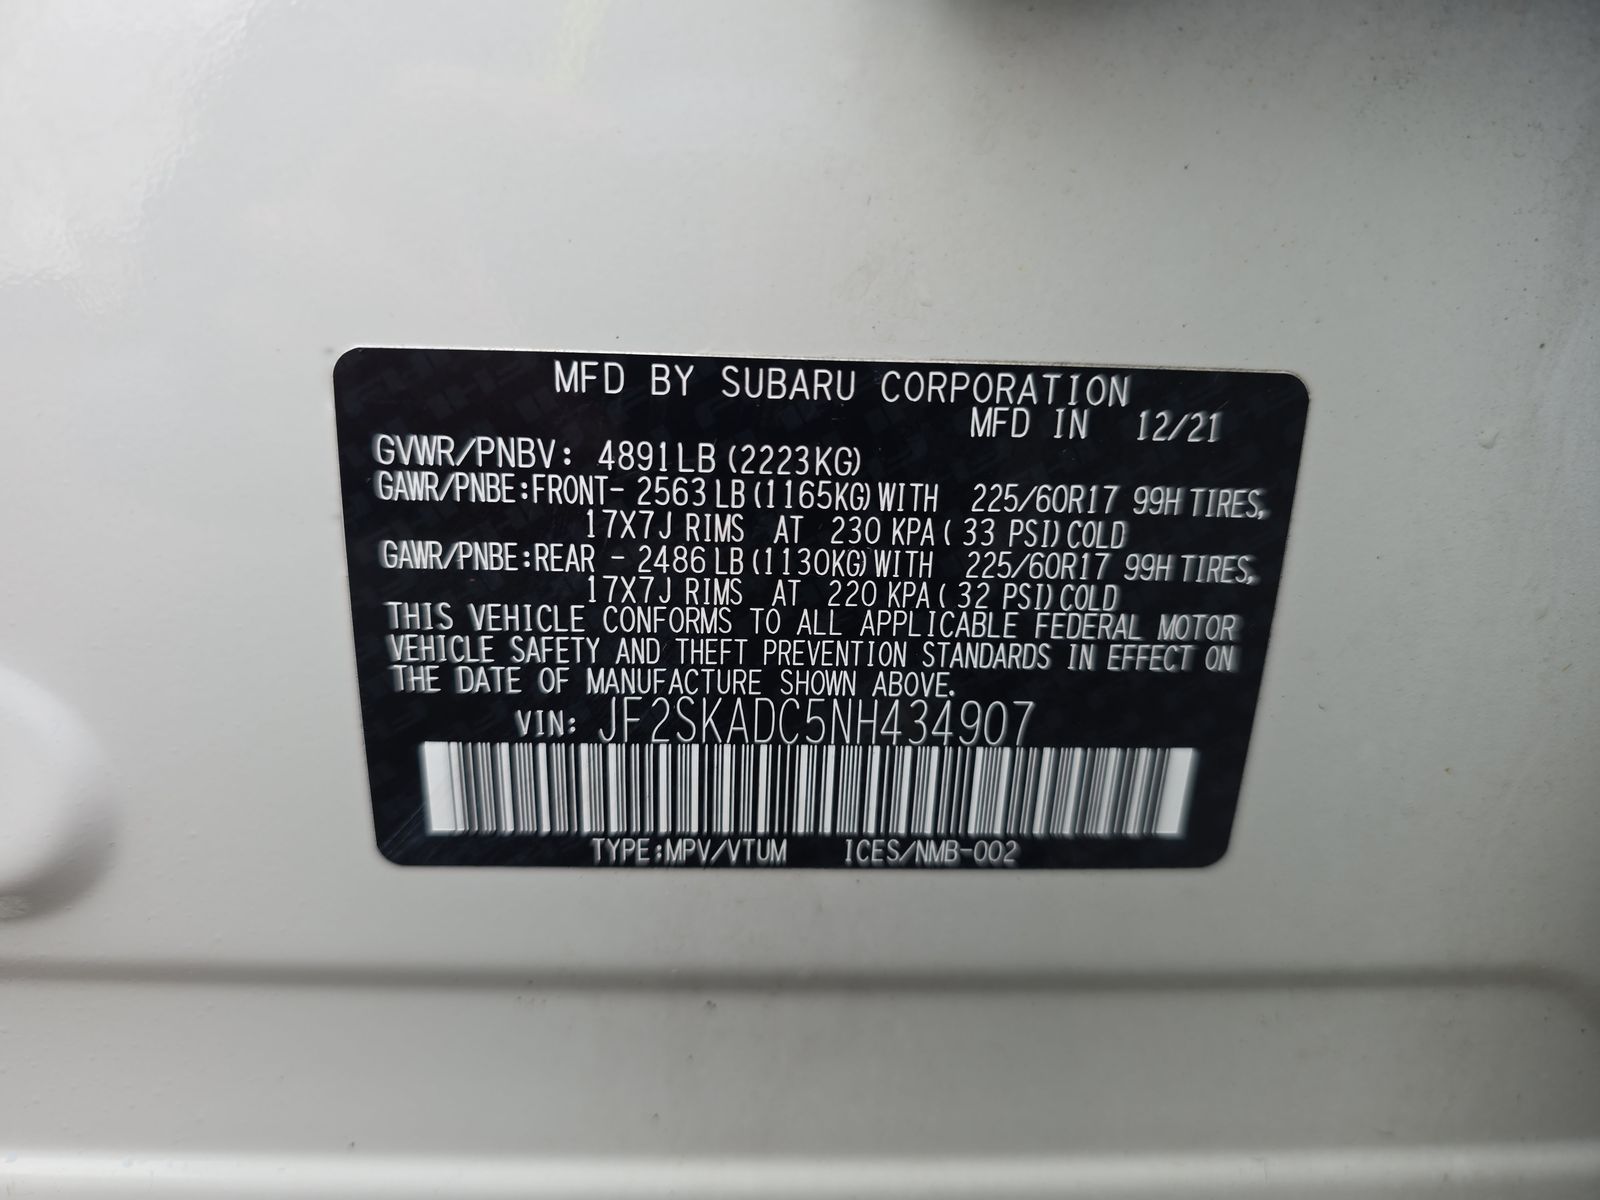 MFD BY SUBARU CORPORATION
MFD IN 12/21
GVWR/PNBV: 4891LB (2223KG)
GAWR/PNBE:FRONT- 2563LB (1165KG) WITH 225/60R17 99H TIRES,
17X7J RIMS AT 230 KPA ( 33 PSI) COLD
GAWR/PNBE:REAR - 2486LB (1130KG) WITH 225/60R17 99H TIRES,
17X7J RIMS AT 220 KPA ( 32 PSI) COLD
THIS VEHICLE CONFORMS TO ALL APPLICABLE FEDERAL MOTOR
VEHICLE SAFETY AND THEFT PREVENTION STANDARDS IN EFFECT ON
THE DATE OF MANUFACTURE SHOWN ABOVE.
VIN: JF2SKADC5NH434907
TYPE:MPV/VTUM ICES/NMB-002